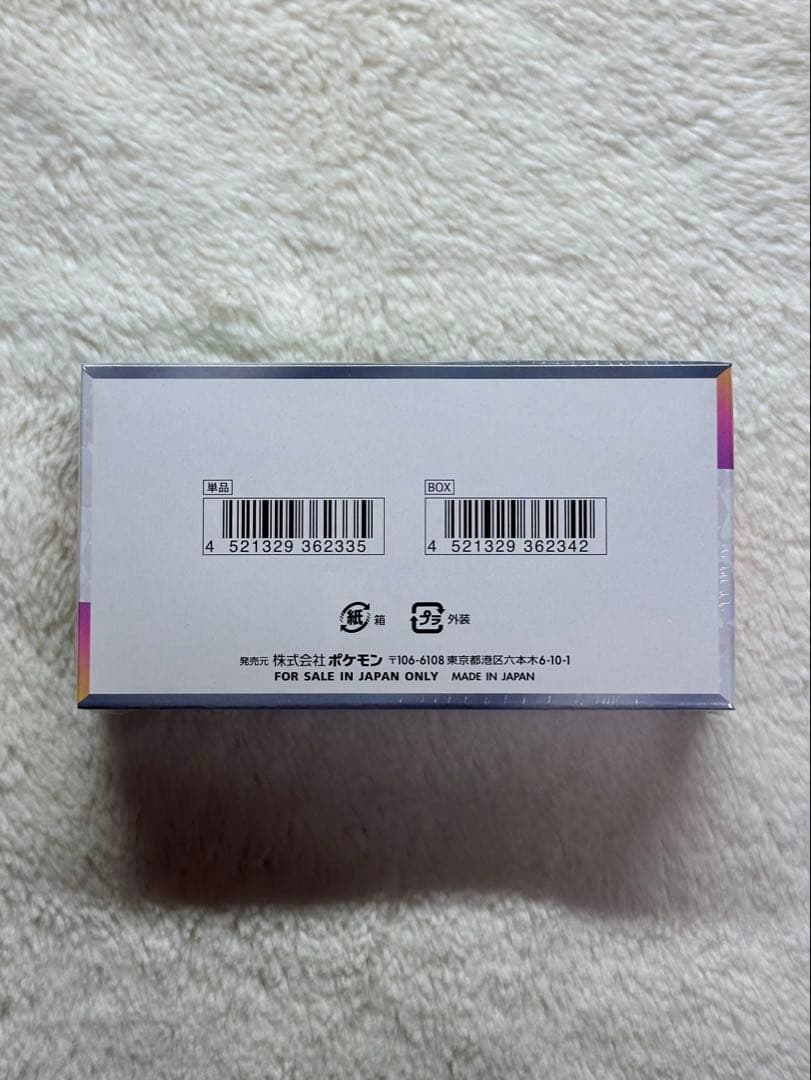 単品
BOX
4 521329 362335
4 521329 362342
紙 箱
プラ 外装
発売元 株式会社 ポケモン 〒106-6108 東京都港区六本木6-10-1
FOR SALE IN JAPAN ONLY MADE IN JAPAN